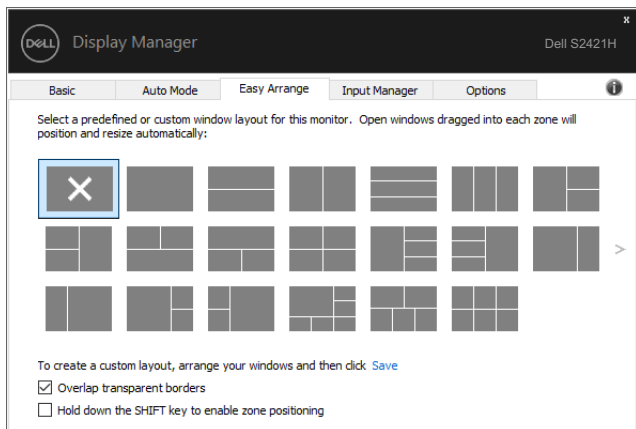 x
DELL Display Manager Dell S2421H
Basic Auto Mode Easy Arrange Input Manager Options i
Select a predefined or custom window layout for this monitor. Open windows dragged into each zone will
position and resize automatically:
>
To create a custom layout, arrange your windows and then click Save
Overlap transparent borders
Hold down the SHIFT key to enable zone positioning